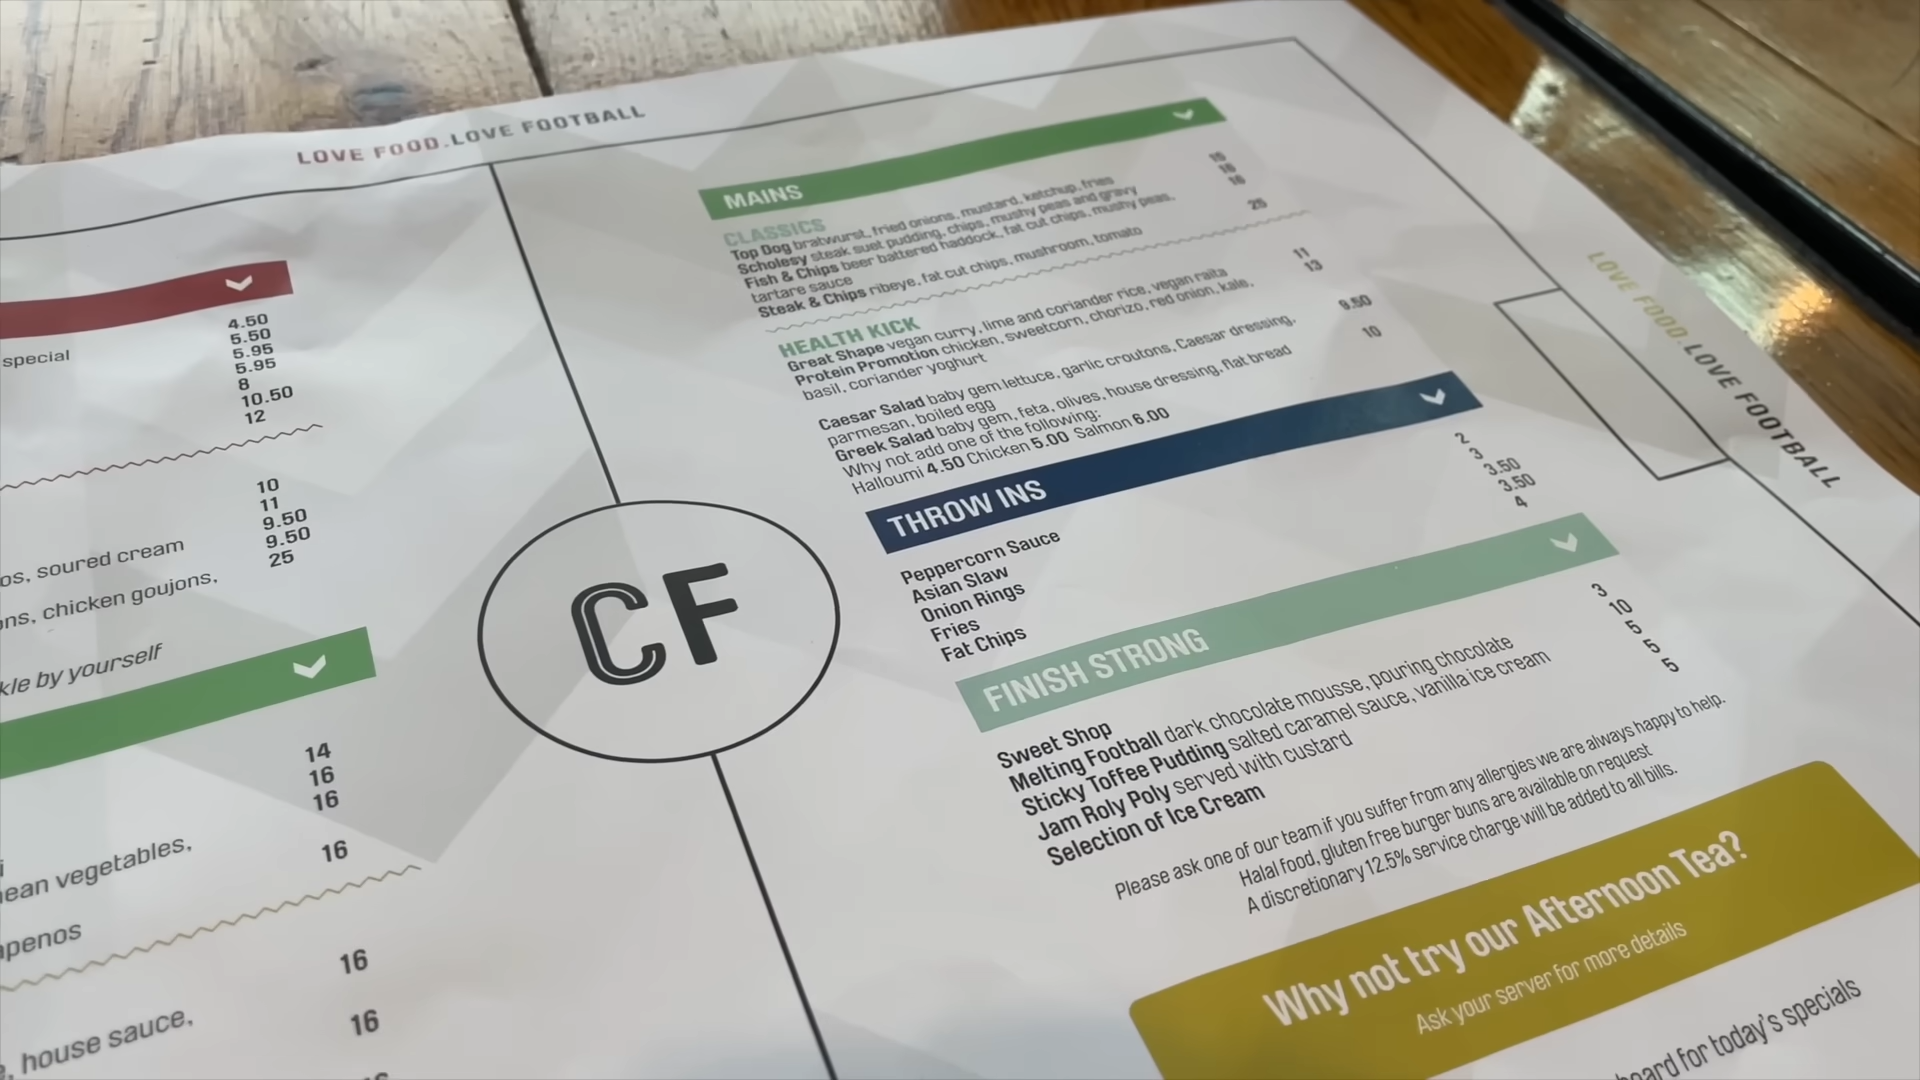 LOVE FOOD.LOVE FOOTBALL
4.50
5.50
special 5.95
5.95
8
10.50
12
10
11
9.50
os, soured cream 9.50
25
ns, chicken goujons,
kle by yourself
14
16
16
ean vegetables, 16
apenos
16
house sauce, 16
CF
MAINS
CLASSICS
Top Dog bratwurst, fried onions, mustard, ketchup, fries 15
Scholesy steak suet pudding, chips, mushy peas and gravy 16
Fish & Chips beer battered haddock, fat cut chips, mushy peas, 16
tartare sauce
Steak & Chips ribeye, fat cut chips, mushroom, tomato 25
HEALTH KICK
Great Shape vegan curry, lime and coriander rice, vegan raita 11
Protein Promotion chicken, sweetcorn, chorizo, red onion, kale, 13
basil, coriander yoghurt
Caesar Salad baby gem lettuce, garlic croutons, Caesar dressing, 9.50
parmesan, boiled egg
Greek Salad baby gem, feta, olives, house dressing, flat bread 10
Why not add one of the following:
Halloumi 4.50 Chicken 5.00 Salmon 6.00
THROW INS
Peppercorn Sauce 2
Asian Slaw 3
Onion Rings 3.50
Fries 3.50
Fat Chips 4
FINISH STRONG
Sweet Shop 3
Melting Football dark chocolate mousse, pouring chocolate 10
Sticky Toffee Pudding salted caramel sauce, vanilla ice cream 5
Jam Roly Poly served with custard 5
Selection of Ice Cream 5
Please ask one of our team if you suffer from any allergies we are always happy to help.
Halal food, gluten free burger buns are available on request
A discretionary 12.5% service charge will be added to all bills.
Why not try our Afternoon Tea?
Ask your server for more details
board for today's specials
LOVE FOOD.LOVE FOOTBALL